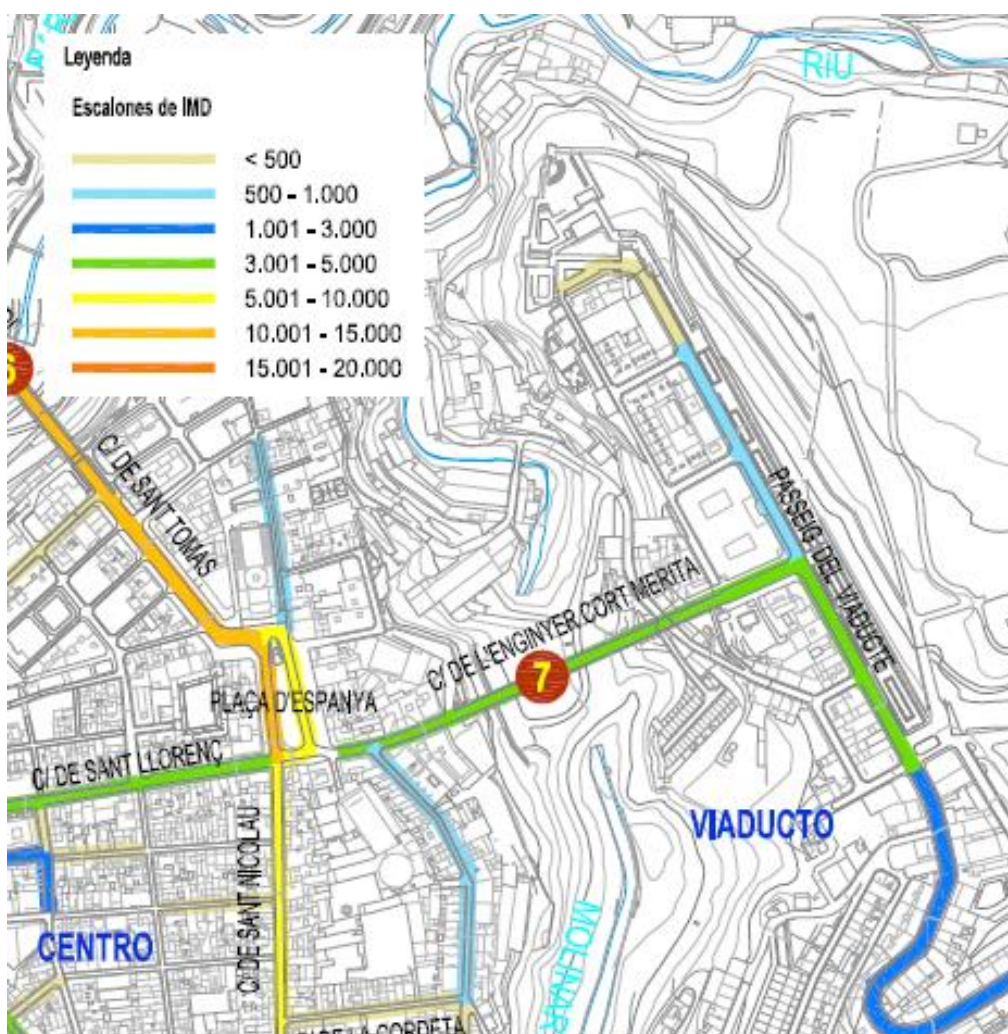 RIU
Leyenda
Escalones de IMD
< 500
500 - 1.000
1.001 - 3.000
3.001 - 5.000
5.001 - 10.000
10.001 - 15.000
15.001 - 20.000
C/ DE SANT TOMAS
PASSEIG DEL VIADUCTE
C/ DE L'ENGINYER CORT MERITA
7
PLAÇA D'ESPANYA
C/ DE SANT LLORENÇ
C/ DE SANT NICOLAU
VIADUCTO
CENTRO
MOLINAR